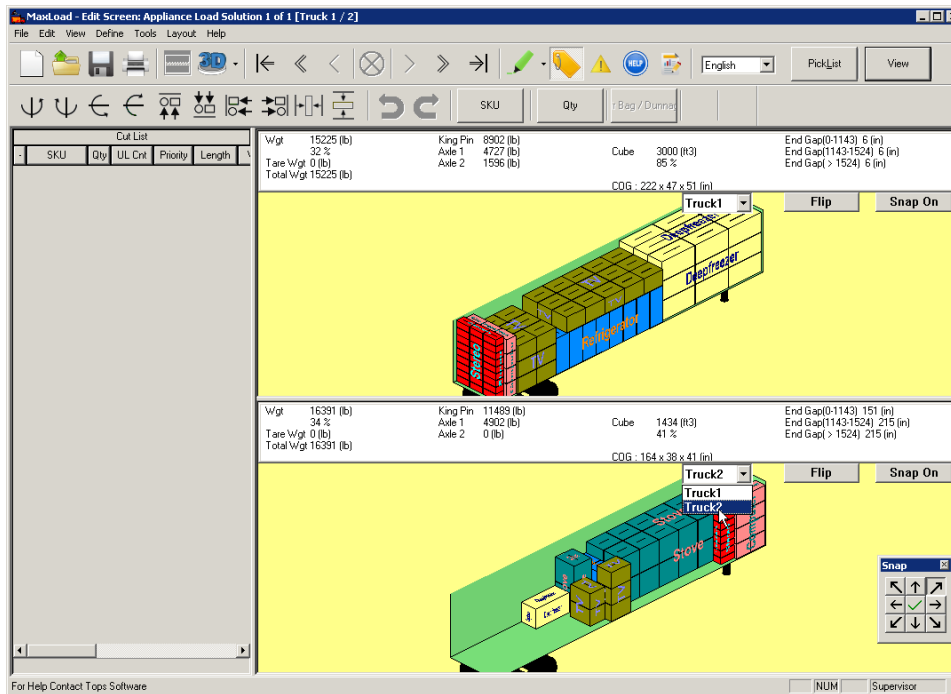 MaxLoad - Edit Screen: Appliance Load Solution 1 of 1 [Truck 1 / 2]
File Edit View Define Tools Layout Help
3D HELP English PickList View
SKU Qty r Bag / Dunnag
Cut List
- SKU Qty UL Cnt Priority Length
Wgt 15225 (lb) King Pin 8902 (lb) End Gap(0-1143) 6 (in)
32 % Axle 1 4727 (lb) Cube 3000 (ft3) End Gap(1143-1524) 6 (in)
Tare Wgt 0 (lb) Axle 2 1596 (lb) 85 % End Gap( > 1524) 6 (in)
Total Wgt 15225 (lb)
COG : 222 x 47 x 51 (in)
Truck1 Flip Snap On
Deepfreezer
Deepfreezer
Refrigerator
TV
Stereo
Wgt 16391 (lb) King Pin 11489 (lb) End Gap(0-1143) 151 (in)
34 % Axle 1 4902 (lb) Cube 1434 (ft3) End Gap(1143-1524) 215 (in)
Tare Wgt 0 (lb) Axle 2 0 (lb) 41 % End Gap( > 1524) 215 (in)
Total Wgt 16391 (lb)
COG : 164 x 38 x 41 (in)
Truck2 Flip Snap On
Truck1
Truck2
Stove
Stove
TV
Snap
For Help Contact Tops Software NUM Supervisor